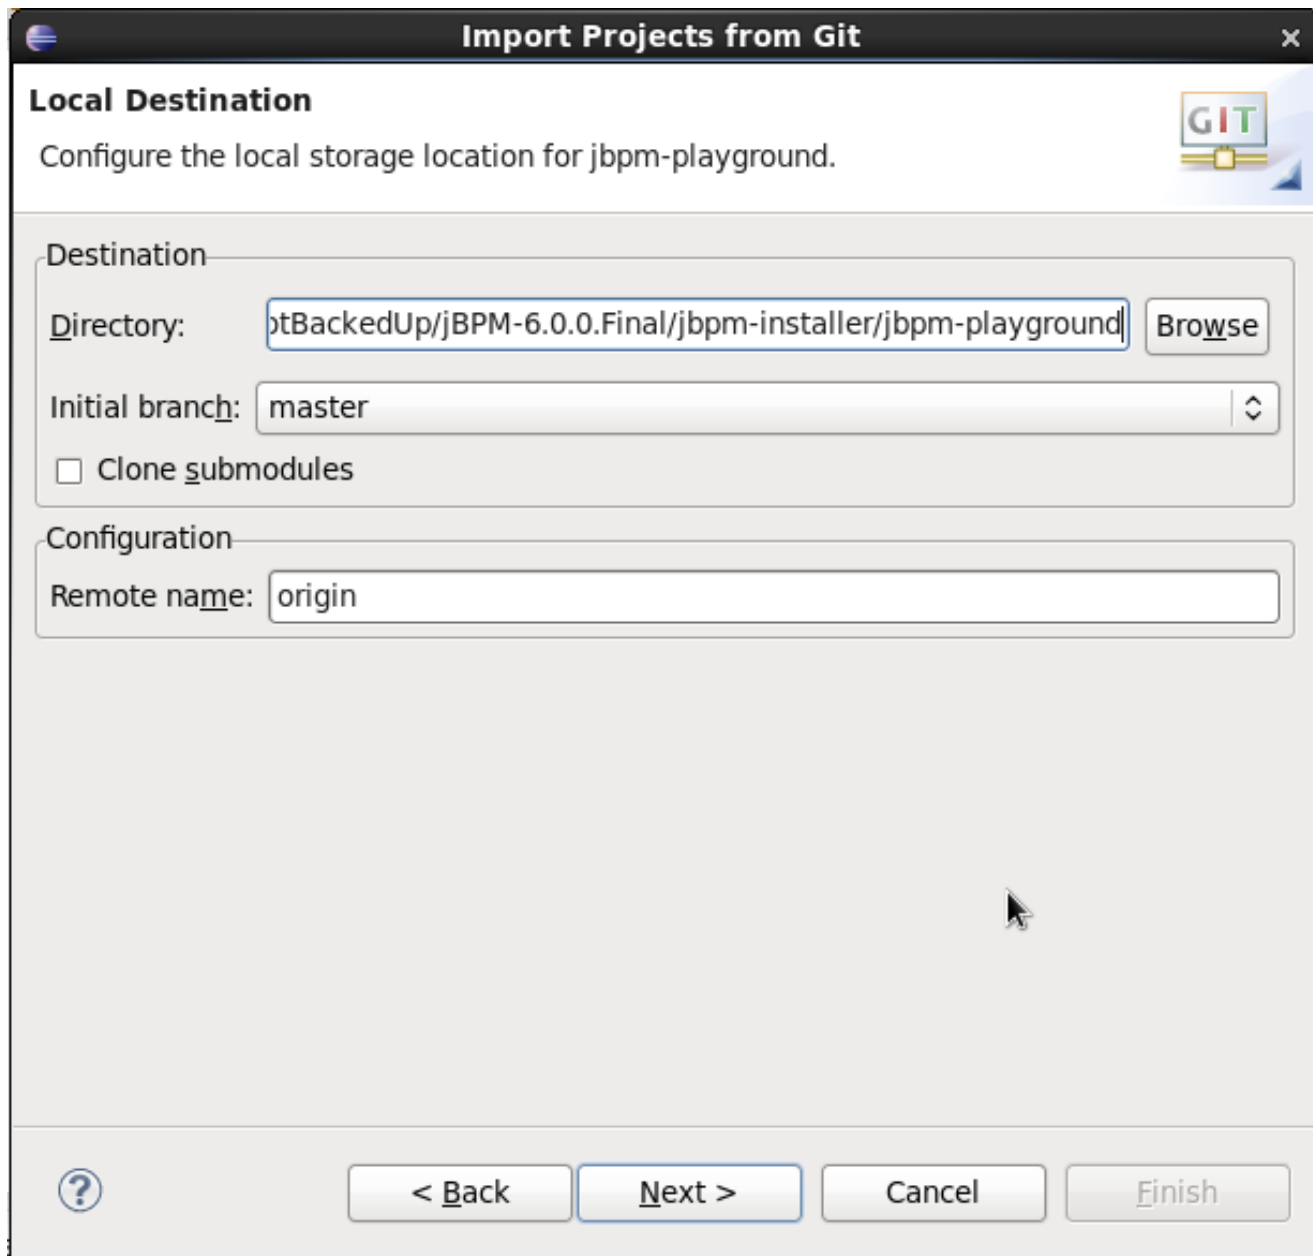 Import Projects from Git
Local Destination
GIT
Configure the local storage location for jbpm-playground.
Destination
Directory: otBackedUp/jBPM-6.0.0.Final/jbpm-installer/jbpm-playground Browse
Initial branch: master
Clone submodules
Configuration
Remote name: origin
? < Back Next > Cancel Finish